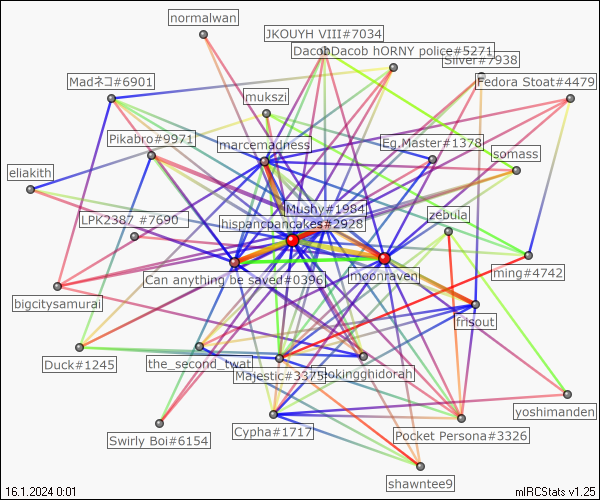 normalwan
JKOUYH VIII#7034
DacobDacob hORNY police#5271
Silver#7938
Madネコ#6901
Fedora Stoat#4479
mukszi
Pikabro#9971
marcemadness
Eg.Master#1378
somass
eliakith
Mushy#1984
LPK2387 #7690
hispancpancakes#2928
zebula
Can anything be saved#0396
moonraven
ming#4742
bigcitysamurai
frisout
Duck#1245
the_second_twat
Majestic#3375
okingghidorah
yoshimanden
Swirly Boi#6154
Cypha#1717
Pocket Persona#3326
shawntee9
16.1.2024 0:01
mIRCStats v1.25